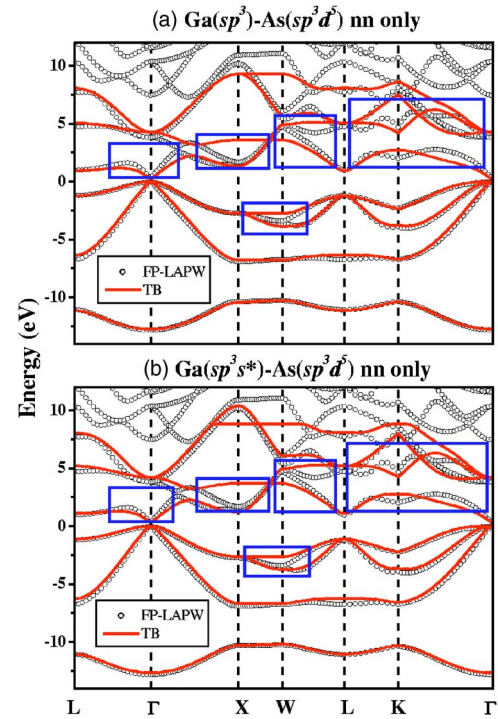 (a) Ga(sp³)-As(sp³d⁵) nn only
10
5
0
-5
-10
FP-LAPW
TB
Energy (eV)
(b) Ga(sp³s*)-As(sp³d⁵) nn only
10
5
0
-5
-10
FP-LAPW
TB
L Γ X W L K Γ